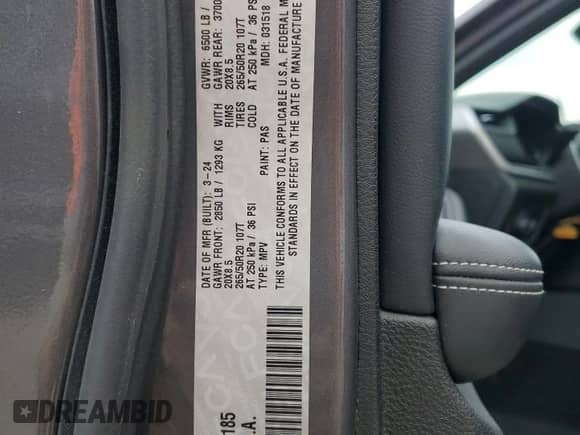 DATE OF MFR (BUILT): 3-24 GVWR: 6500 LB /
GAWR FRONT: 2850 LB / 1293 KG WITH GAWR REAR: 3700
20X8.5 RIMS 20X8.5
265/50R20 107T TIRES 265/50R20 107T
AT 250 kPa / 36 PSI COLD AT 250 kPa / 36 PSI
TYPE: MPV PAINT: PAS MDH: 031518
THIS VEHICLE CONFORMS TO ALL APPLICABLE U.S.A. FEDERAL
STANDARDS IN EFFECT ON THE DATE OF MANUFACTURE
185
.A.
DREAMBID